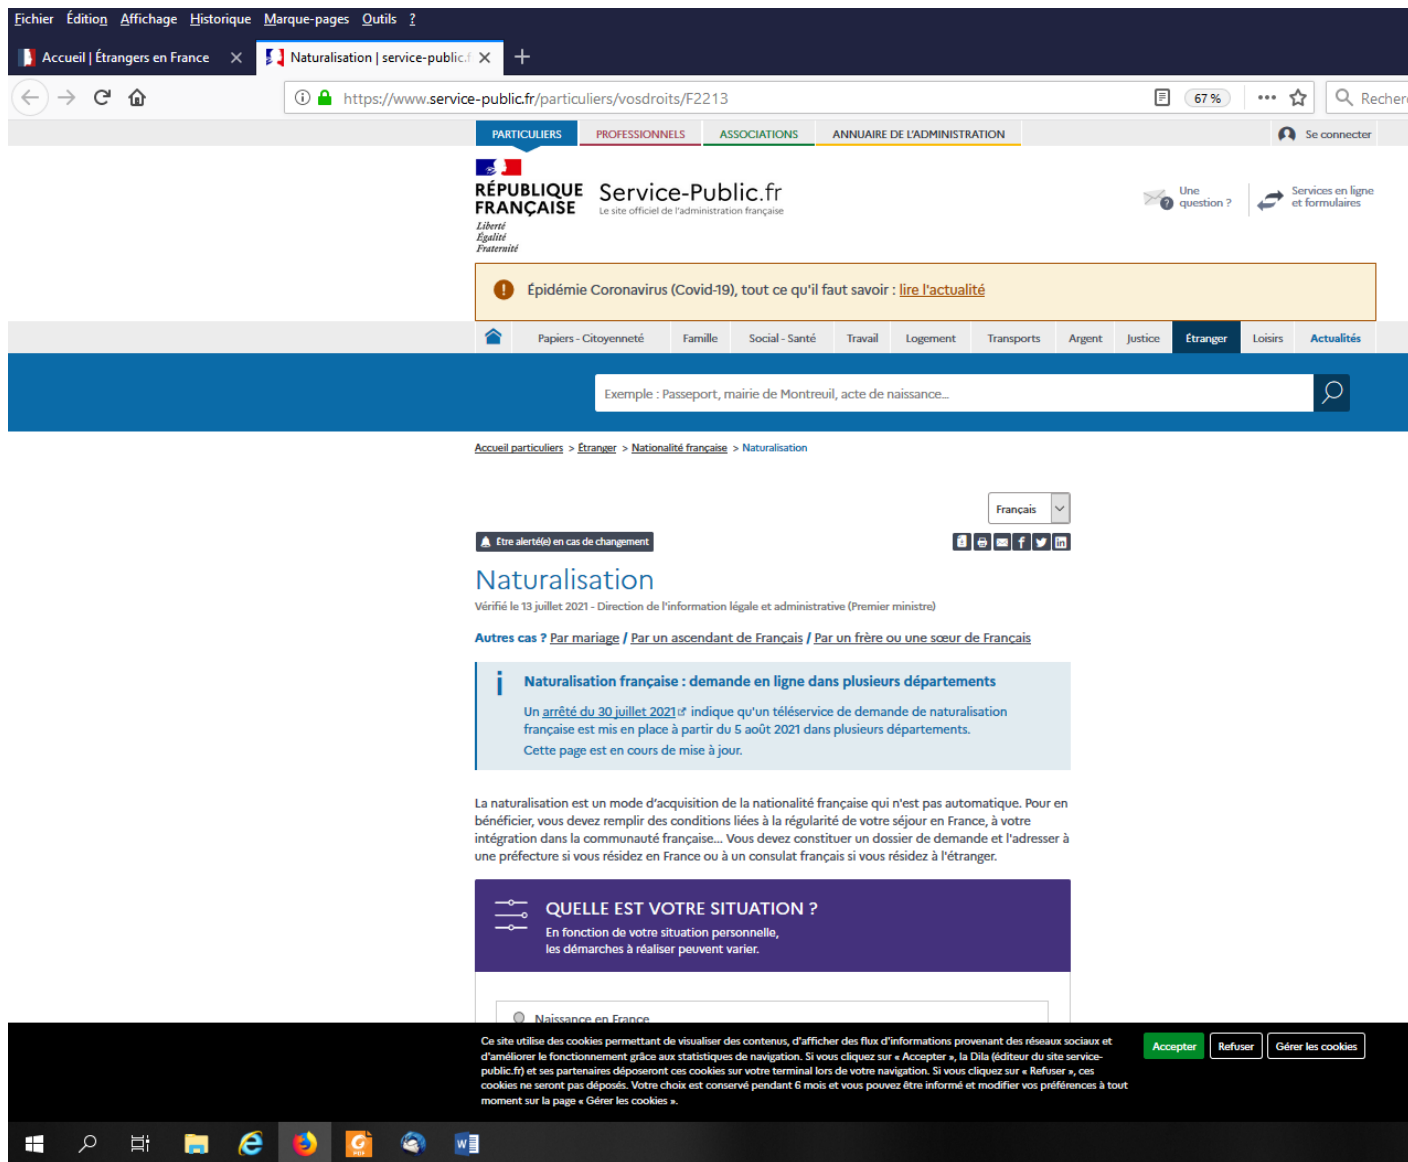 Fichier Édition Affichage Historique Marque-pages Outils ?
Accueil | Étrangers en France
Naturalisation | service-public.f
https://www.service-public.fr/particuliers/vosdroits/F2213
67 %
Recher
PARTICULIERS PROFESSIONNELS ASSOCIATIONS ANNUAIRE DE L'ADMINISTRATION Se connecter
RÉPUBLIQUE
FRANÇAISE
Liberté
Égalité
Fraternité
Service-Public.fr
Le site officiel de l'administration française
Une
question ?
Services en ligne
et formulaires
Épidémie Coronavirus (Covid-19), tout ce qu'il faut savoir : lire l'actualité
Papiers - Citoyenneté Famille Social - Santé Travail Logement Transports Argent Justice Étranger Loisirs Actualités
Exemple : Passeport, mairie de Montreuil, acte de naissance...
Accueil particuliers > Étranger > Nationalité française > Naturalisation
Français
Être alerté(e) en cas de changement
Naturalisation
Vérifié le 13 juillet 2021 - Direction de l'information légale et administrative (Premier ministre)
Autres cas ? Par mariage / Par un ascendant de Français / Par un frère ou une sœur de Français
Naturalisation française : demande en ligne dans plusieurs départements
Un arrêté du 30 juillet 2021 indique qu'un téléservice de demande de naturalisation
française est mis en place à partir du 5 août 2021 dans plusieurs départements.
Cette page est en cours de mise à jour.
La naturalisation est un mode d'acquisition de la nationalité française qui n'est pas automatique. Pour en
bénéficier, vous devez remplir des conditions liées à la régularité de votre séjour en France, à votre
intégration dans la communauté française... Vous devez constituer un dossier de demande et l'adresser à
une préfecture si vous résidez en France ou à un consulat français si vous résidez à l'étranger.
QUELLE EST VOTRE SITUATION ?
En fonction de votre situation personnelle,
les démarches à réaliser peuvent varier.
Naissance en France
Ce site utilise des cookies permettant de visualiser des contenus, d'afficher des flux d'informations provenant des réseaux sociaux et
d'améliorer le fonctionnement grâce aux statistiques de navigation. Si vous cliquez sur « Accepter », la Dila (éditeur du site service-
public.fr) et ses partenaires déposeront ces cookies sur votre terminal lors de votre navigation. Si vous cliquez sur « Refuser », ces
cookies ne seront pas déposés. Votre choix est conservé pendant 6 mois et vous pouvez être informé et modifier vos préférences à tout
moment sur la page « Gérer les cookies ».
Accepter Refuser Gérer les cookies